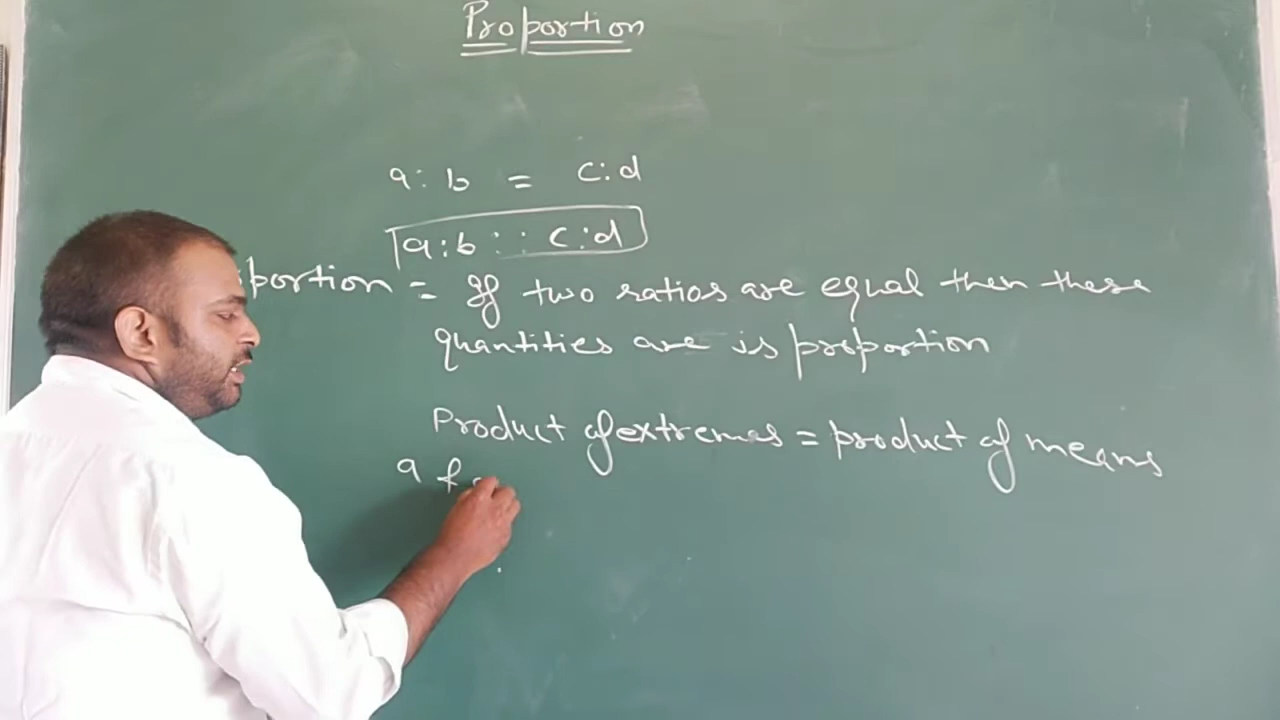 Proportion
a:b = c:d
a:b :: c:d
portion = If two ratios are equal then these
quantities are is proportion
Product of extremes = product of means
a &